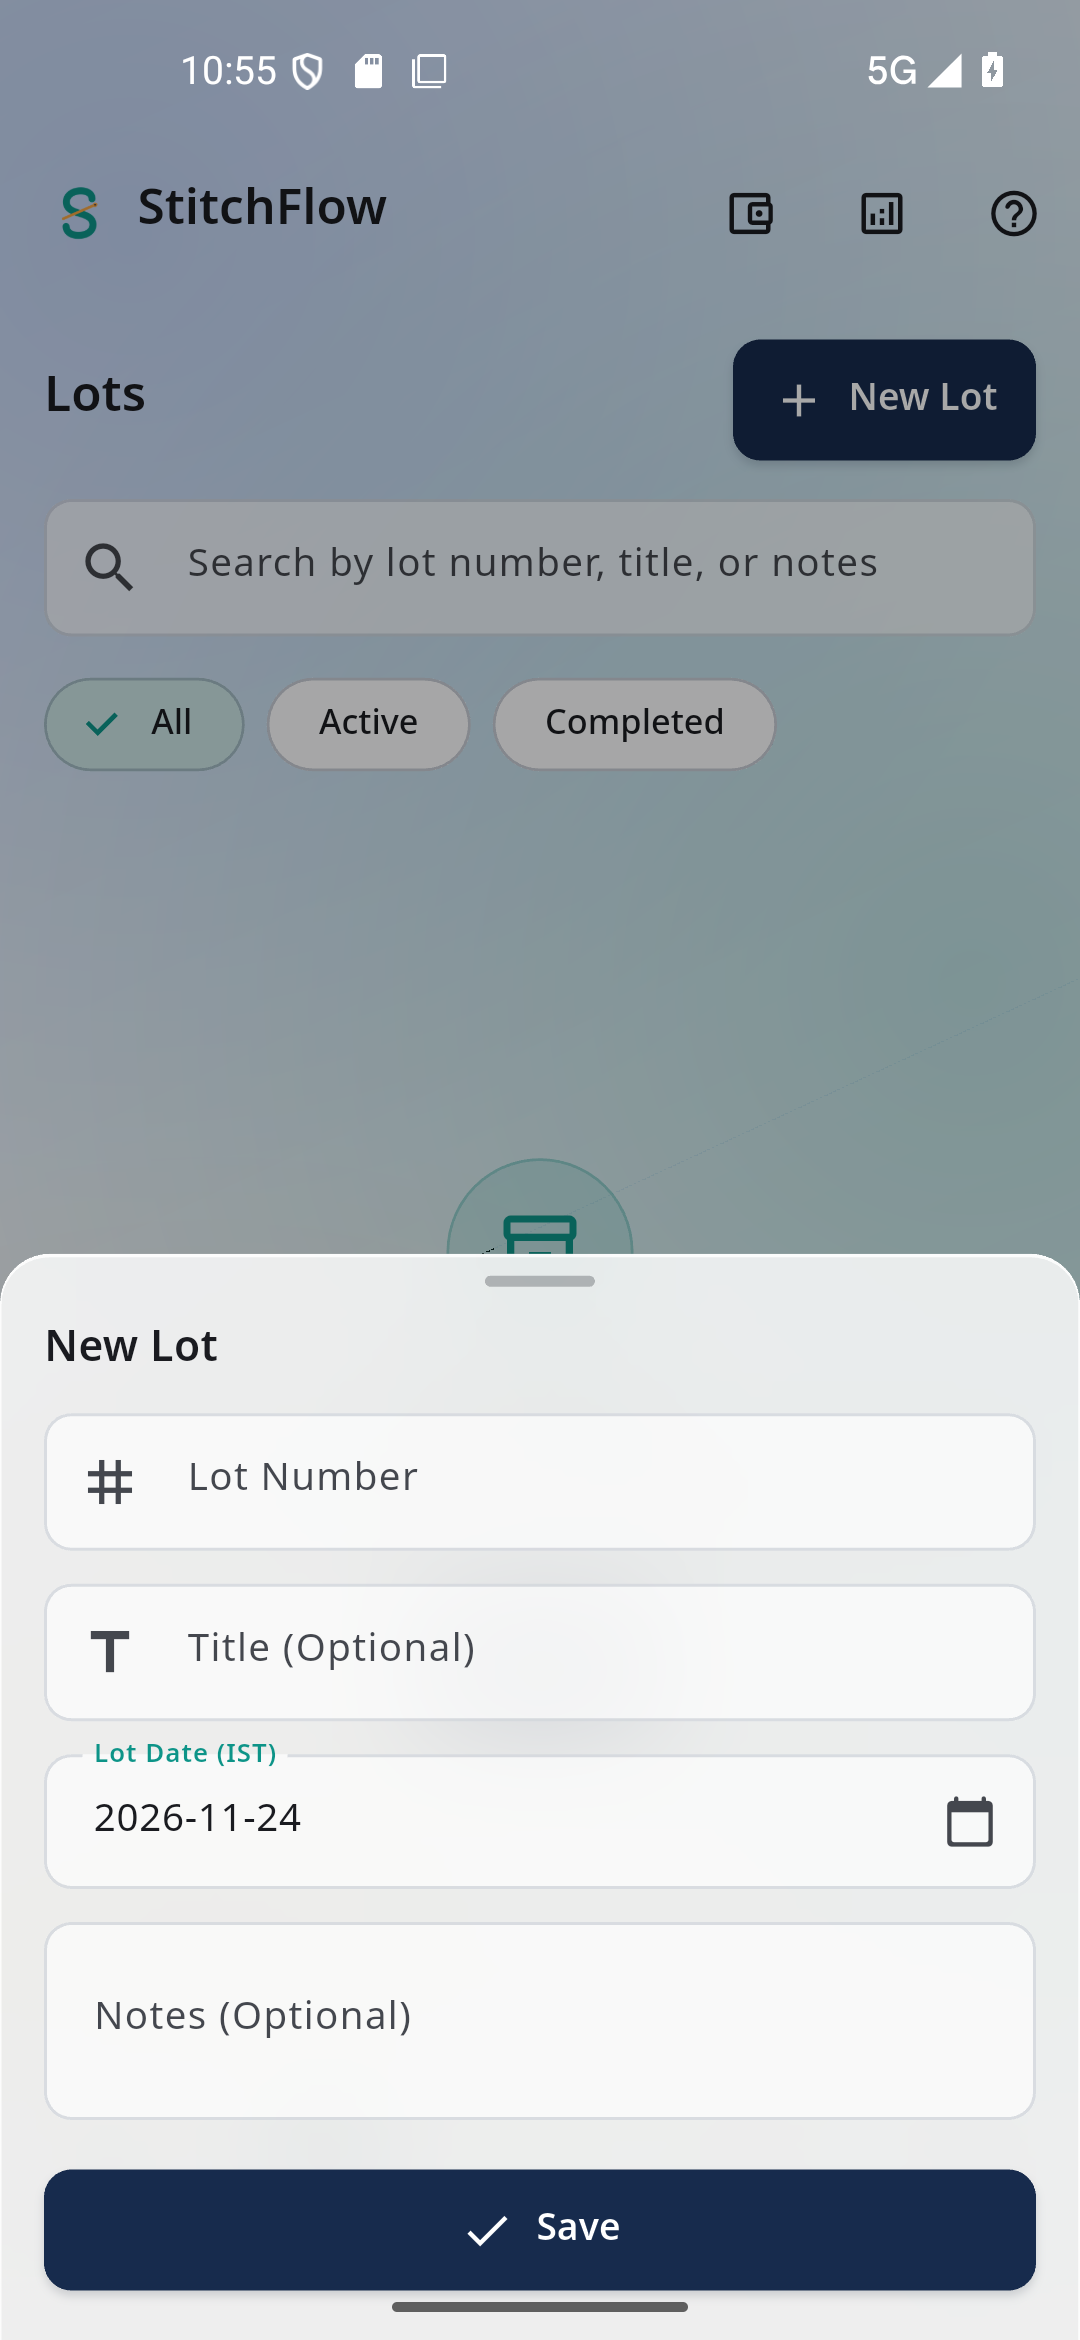 10:55
5G
StitchFlow
Lots
New Lot
Search by lot number, title, or notes
All
Active
Completed
New Lot
Lot Number
Title (Optional)
Lot Date (IST)
2026-11-24
Notes (Optional)
Save